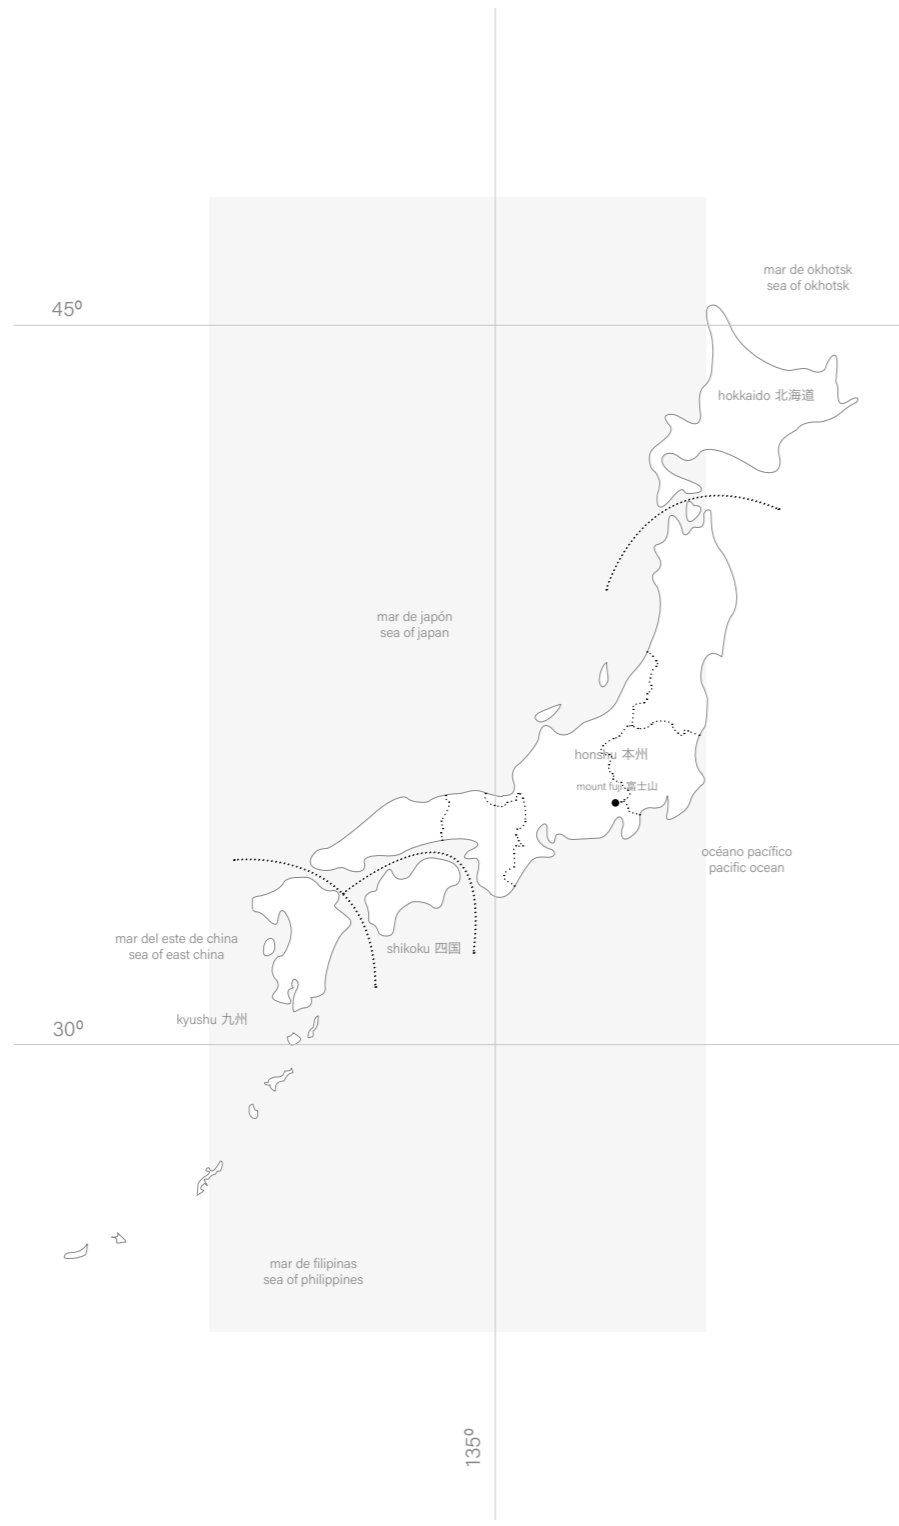 mar de okhotsk
sea of okhotsk
45º
hokkaido 北海道
mar de japón
sea of japan
honshu 本州
mount fuji 富士山
océano pacífico
pacific ocean
mar del este de china
sea of east china
shikoku 四国
kyushu 九州
30º
mar de filipinas
sea of philippines
135º